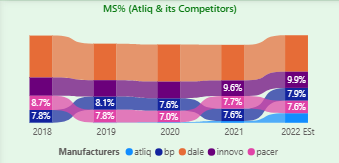 MS% (Atliq & its Competitors)
9.9%
9.6%
8.7% 8.1% 7.6% 7.7% 7.9%
7.8% 7.8% 7.0% 7.6% 7.6%
2018 2019 2020 2021 2022 ESt
Manufacturers atliq bp dale innovo pacer